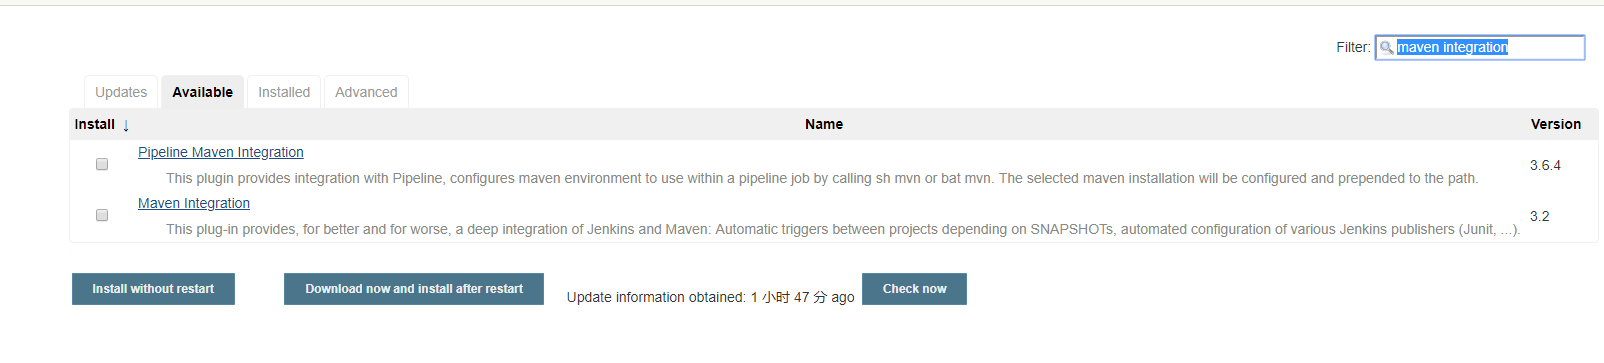 Filter: maven integration
Updates Available Installed Advanced
Install ↓ Name Version
Pipeline Maven Integration
3.6.4
This plugin provides integration with Pipeline, configures maven environment to use within a pipeline job by calling sh mvn or bat mvn. The selected maven installation will be configured and prepended to the path.
Maven Integration
3.2
This plug-in provides, for better and for worse, a deep integration of Jenkins and Maven: Automatic triggers between projects depending on SNAPSHOTs, automated configuration of various Jenkins publishers (Junit, ...).
Install without restart Download now and install after restart Update information obtained: 1 小时 47 分 ago Check now